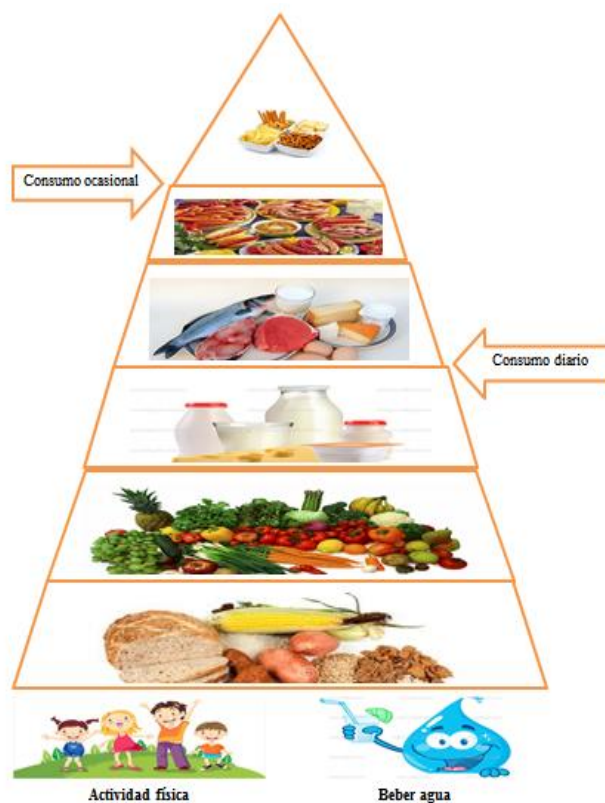 Consumo ocasional
Consumo diario
Actividad física
Beber agua